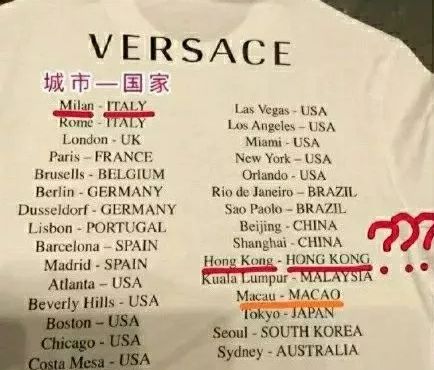 VERSACE
城市—国家
Milan - ITALY
Rome - ITALY
London - UK
Paris – FRANCE
Brusells - BELGIUM
Berlin - GERMANY
Dusseldorf - GERMANY
Lisbon - PORTUGAL
Barcelona – SPAIN
Madrid - SPAIN
Atlanta – USA
Beverly Hills - USA
Boston – USA
Chicago - USA
Costa Mesa - USA
Las Vegas - USA
Los Angeles – USA
Miami - USA
New York – USA
Orlando - USA
Rio de Janeiro – BRAZIL
Sao Paolo – BRAZIL
Beijing - CHINA
Shanghai - CHINA
Hong Kong - HONG KONG
Kuala Lumpur - MALAYSIA
Macau - MACAO
Tokyo - JAPAN
Seoul - SOUTH KOREA
Sydney - AUSTRALIA
???